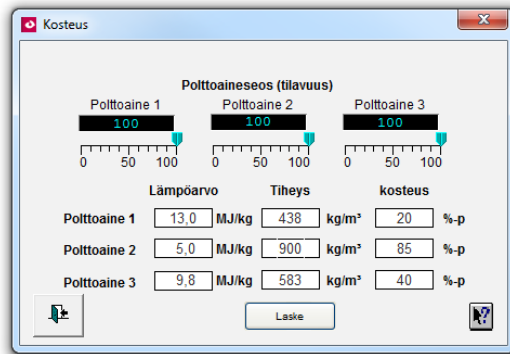 Kosteus
Polttoaineseos (tilavuus)
Polttoaine 1 Polttoaine 2 Polttoaine 3
100 100 100
0 50 100 0 50 100 0 50 100
Lämpöarvo Tiheys kosteus
Polttoaine 1 13,0 MJ/kg 438 kg/m³ 20 %-p
Polttoaine 2 5,0 MJ/kg 900 kg/m³ 85 %-p
Polttoaine 3 9,8 MJ/kg 583 kg/m³ 40 %-p
Laske